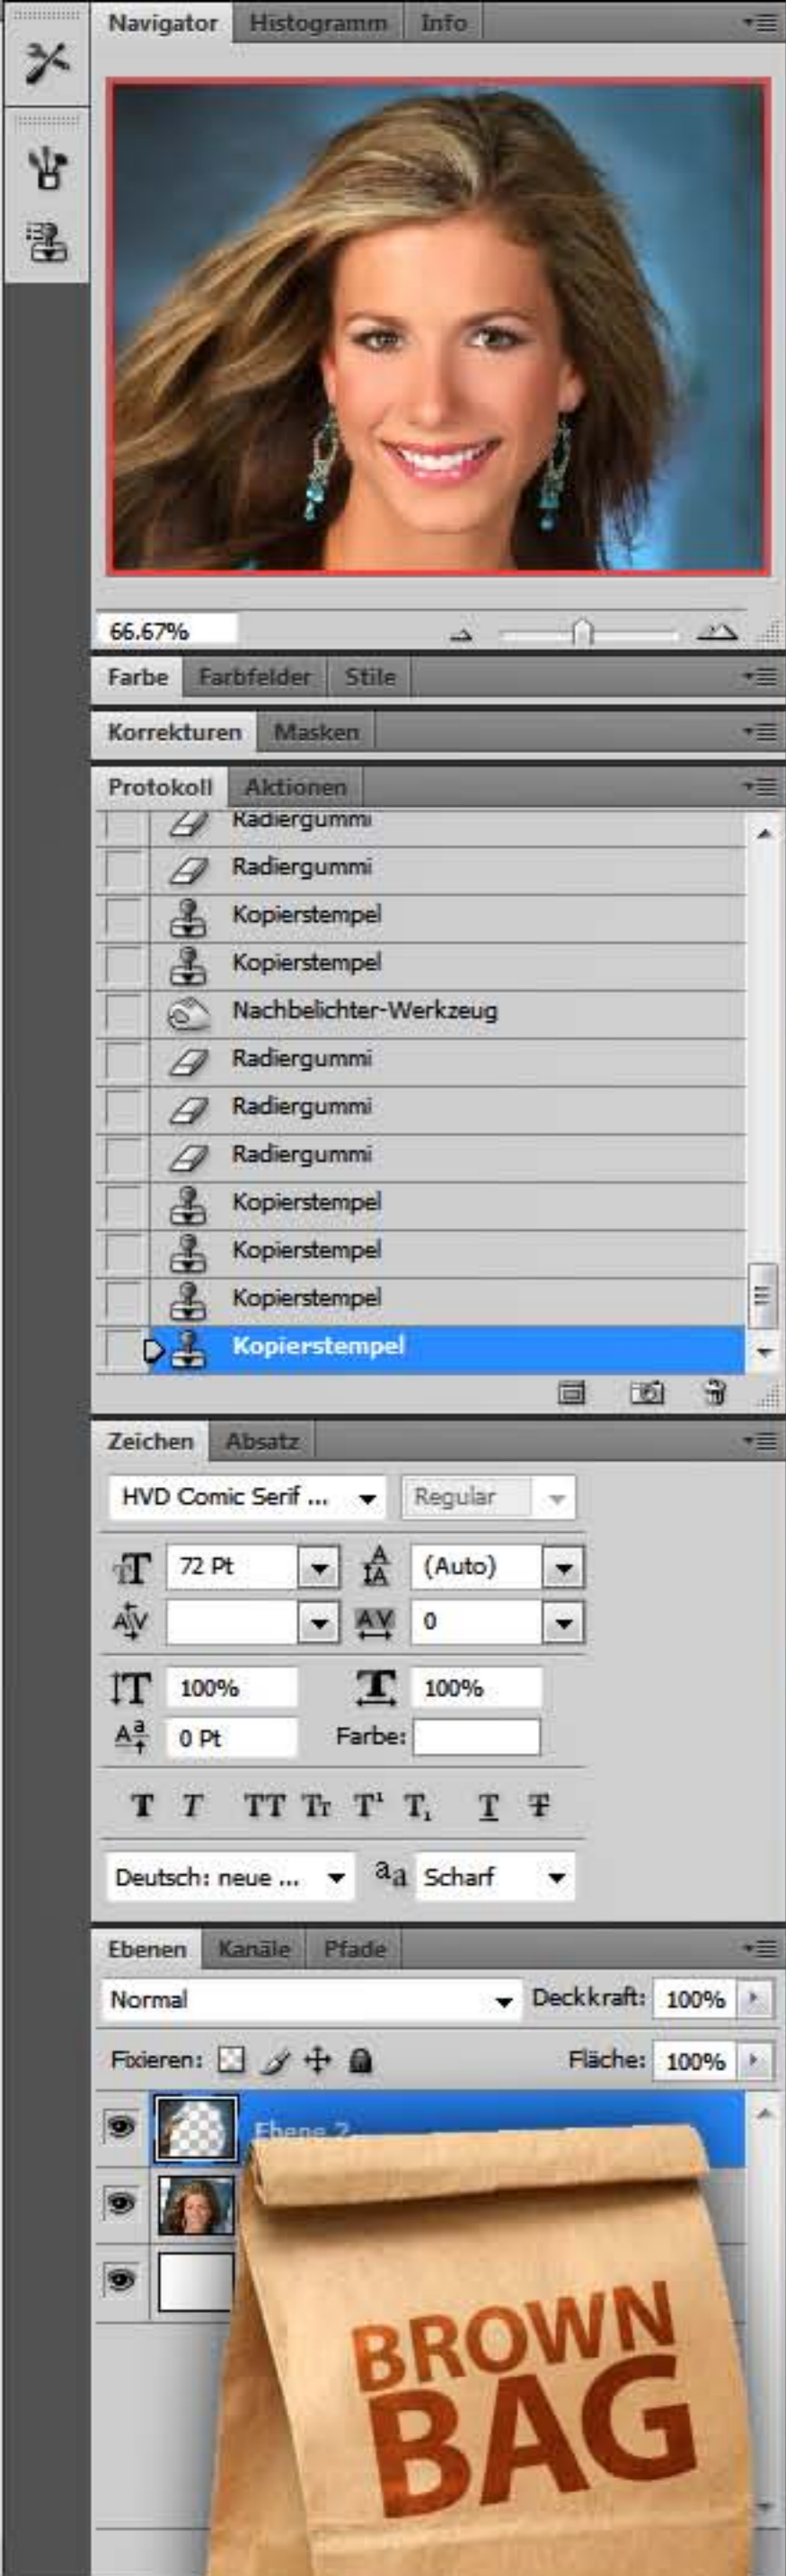 Navigator Histogramm Info
66.67%
Farbe Farbfelder Stile
Korrekturen Masken
Protokoll Aktionen
Radiergummi
Radiergummi
Kopierstempel
Kopierstempel
Nachbelichter-Werkzeug
Radiergummi
Radiergummi
Radiergummi
Kopierstempel
Kopierstempel
Kopierstempel
Kopierstempel
Zeichen Absatz
HVD Comic Serif ... Regular
72 Pt (Auto)
0
100% 100%
0 Pt Farbe:
Deutsch: neue ... Scharf
Ebenen Kanäle Pfade
Normal Deckkraft: 100%
Fixieren: Fläche: 100%
Ebene 2
BROWN
BAG